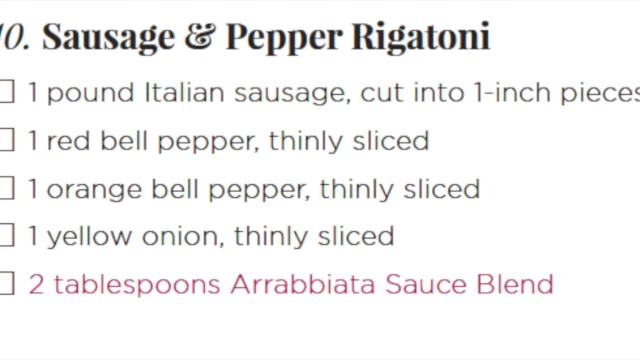 10. Sausage & Pepper Rigatoni
1 pound Italian sausage, cut into 1-inch pieces
1 red bell pepper, thinly sliced
1 orange bell pepper, thinly sliced
1 yellow onion, thinly sliced
2 tablespoons Arrabbiata Sauce Blend